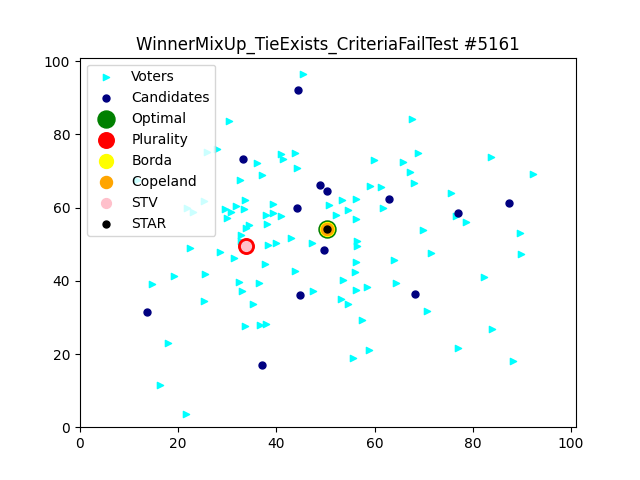 WinnerMixUp_TieExists_CriteriaFailTest #5161
100
80
60
40
20
0
Voters
Candidates
Optimal
Plurality
Borda
Copeland
STV
STAR
0 20 40 60 80 100